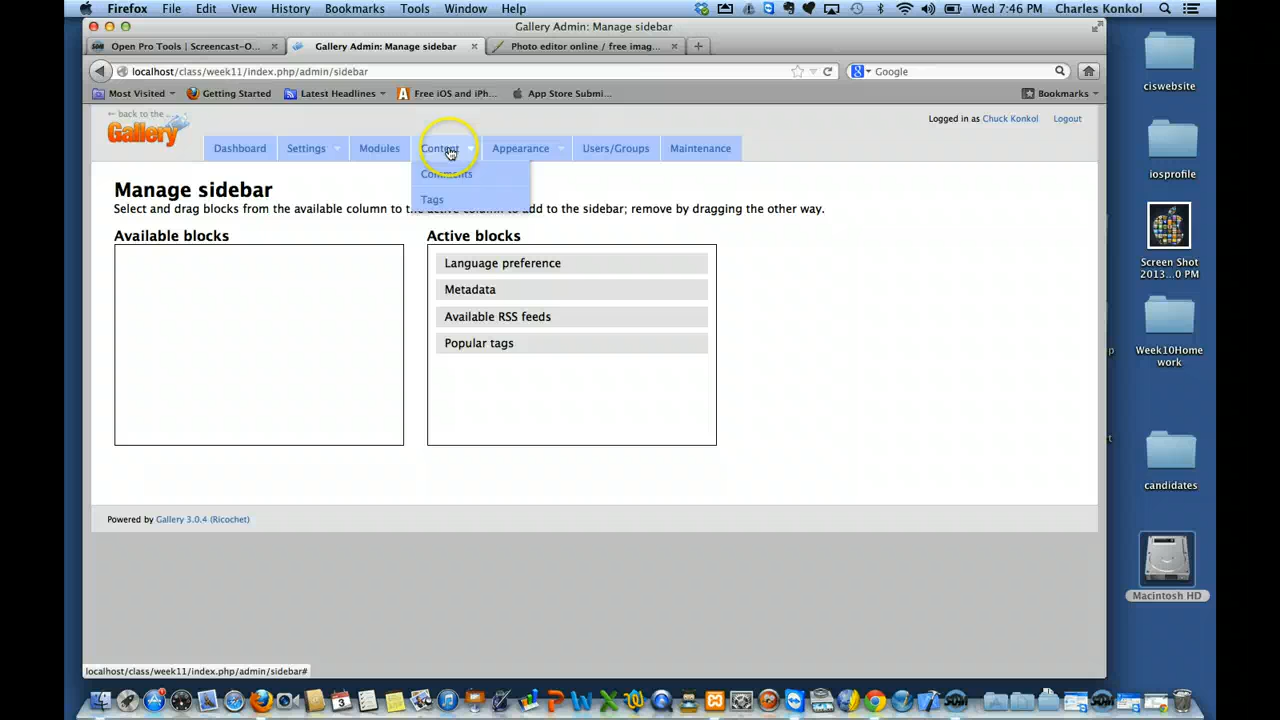 Firefox File Edit View History Bookmarks Tools Window Help Wed 7:46 PM Charles Konkol
Gallery Admin: Manage sidebar
Open Pro Tools | Screencast-O... Gallery Admin: Manage sidebar Photo editor online / free imag...
localhost/class/week11/index.php/admin/sidebar Google
Most Visited Getting Started Latest Headlines Free iOS and iPh... App Store Submi... Bookmarks
ciswebsite
← back to the ...
Gallery
Logged in as Chuck Konkol Logout
Dashboard Settings Modules Content Appearance Users/Groups Maintenance
Comments
Tags
iosprofile
Manage sidebar
Select and drag blocks from the available column to the active column to add to the sidebar; remove by dragging the other way.
Available blocks Active blocks
Language preference
Metadata
Available RSS feeds
Popular tags
Screen Shot
2013...0 PM
Week10Home
work
candidates
Powered by Gallery 3.0.4 (Ricochet)
Macintosh HD
localhost/class/week11/index.php/admin/sidebar#